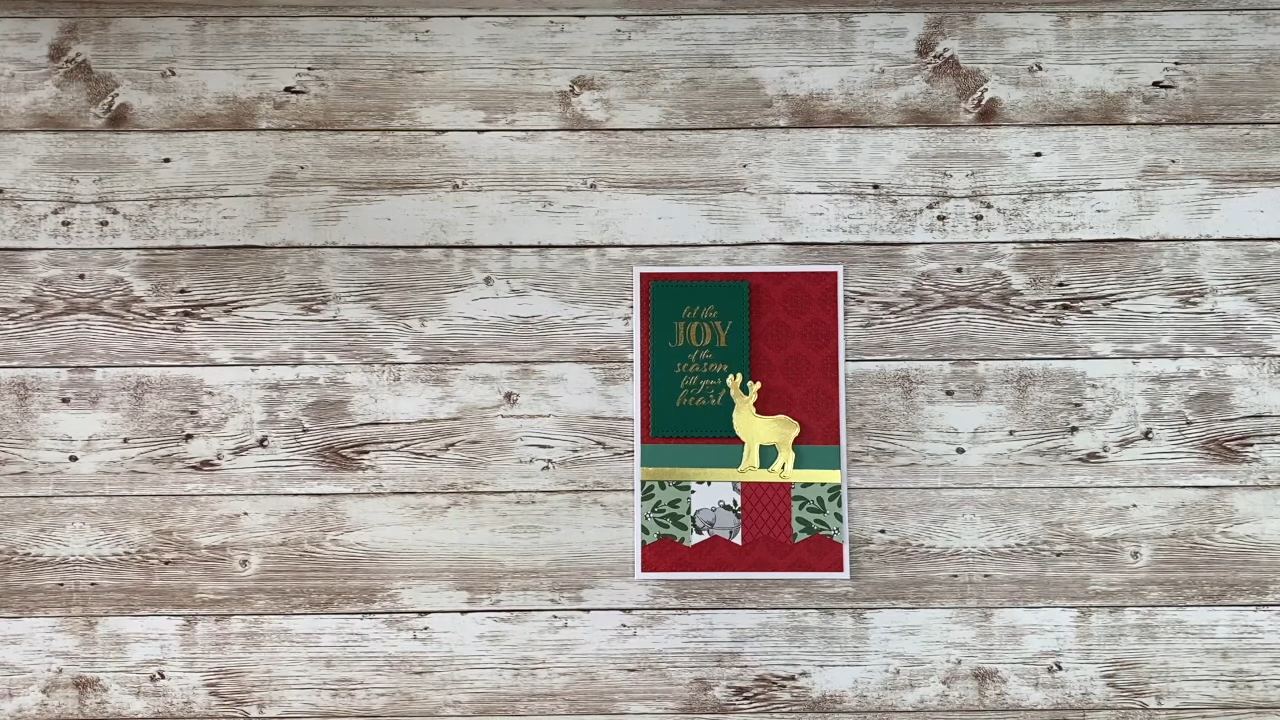 let the
JOY
of the
season
fill your
heart